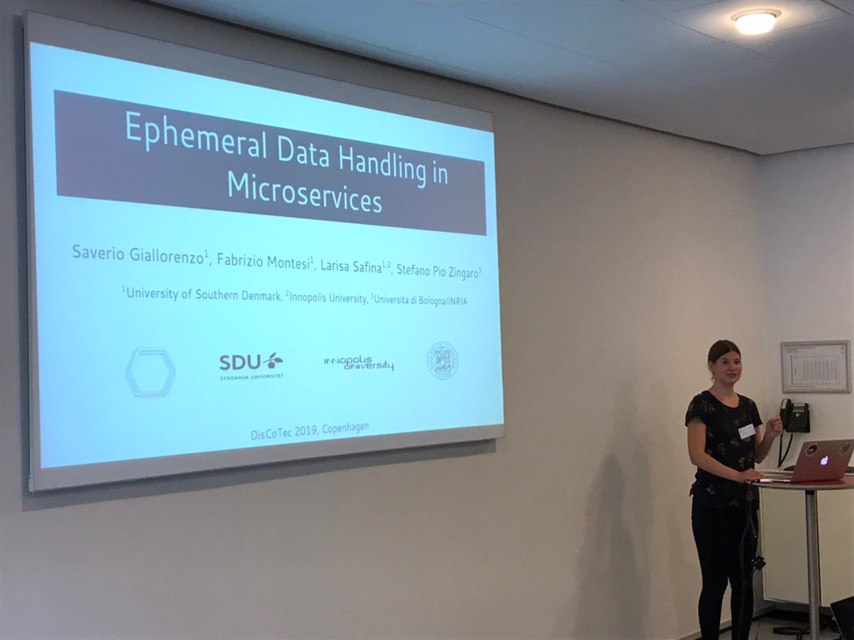 Ephemeral Data Handling in
Microservices
Saverio Giallorenzo¹, Fabrizio Montesi¹, Larisa Safina¹,², Stefano Pio Zingaro³
¹University of Southern Denmark, ²Innopolis University, ³Universita di Bologna/INRIA
SDU
SYDDANSK UNIVERSITET
INNOPOLIS
UNIVERSITY
DisCoTec 2019, Copenhagen